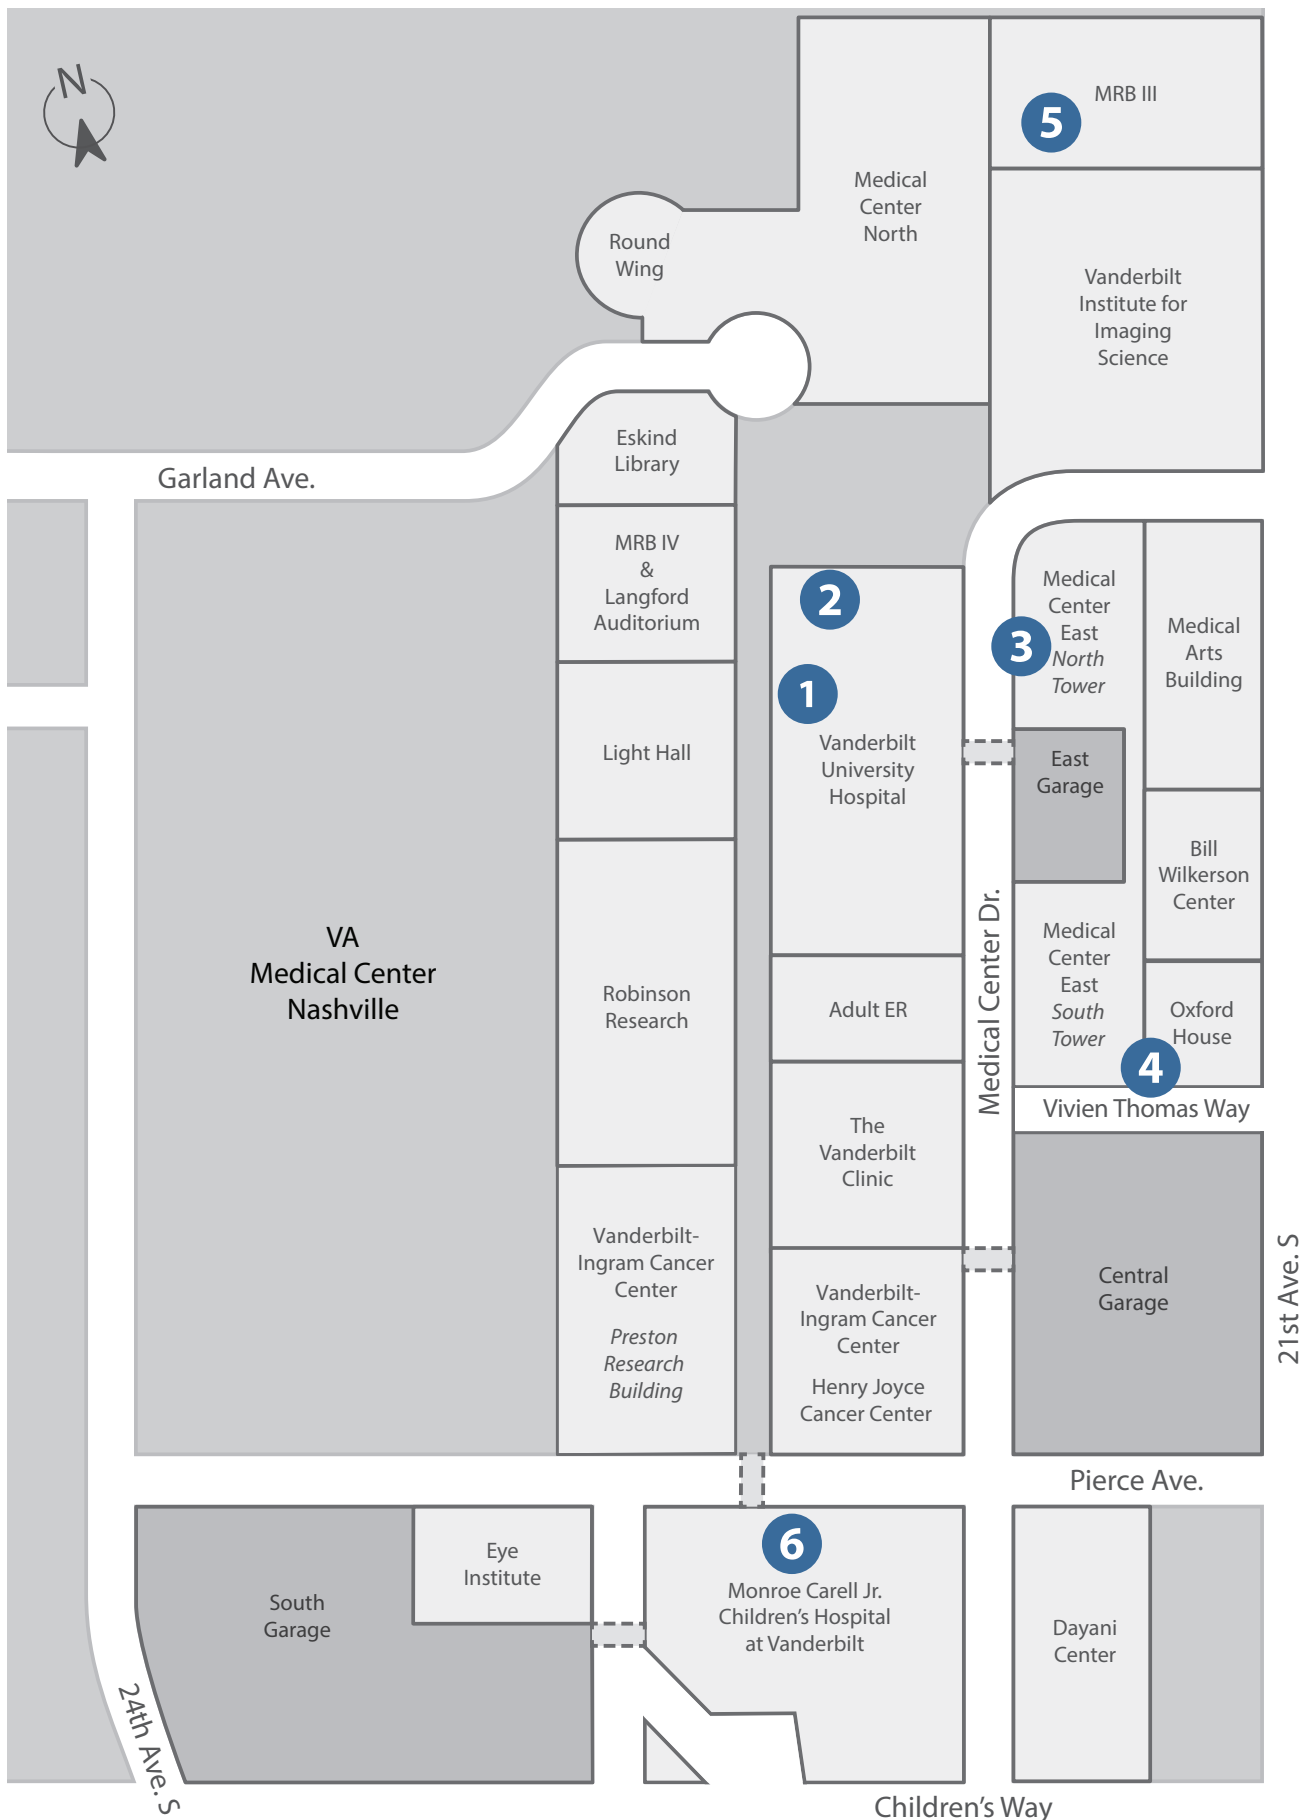 N
MRB III
5
Medical
Center
North
Round
Wing
Vanderbilt
Institute for
Imaging
Science
Eskind
Library
Garland Ave.
MRB IV
&
Langford
Auditorium
2
Medical
Center
East
North
Tower
3
Medical
Arts
Building
1
Light Hall
Vanderbilt
University
Hospital
East
Garage
Bill
Wilkerson
Center
VA
Medical Center
Nashville
Robinson
Research
Adult ER
Medical Center Dr.
Medical
Center
East
South
Tower
Oxford
House
4
Vivien Thomas Way
The
Vanderbilt
Clinic
Vanderbilt-
Ingram Cancer
Center
Preston
Research
Building
Vanderbilt-
Ingram Cancer
Center
Henry Joyce
Cancer Center
Central
Garage
21st Ave. S
Pierce Ave.
Eye
Institute
6
South
Garage
Monroe Carell Jr.
Children's Hospital
at Vanderbilt
Dayani
Center
24th Ave. S
Children's Way